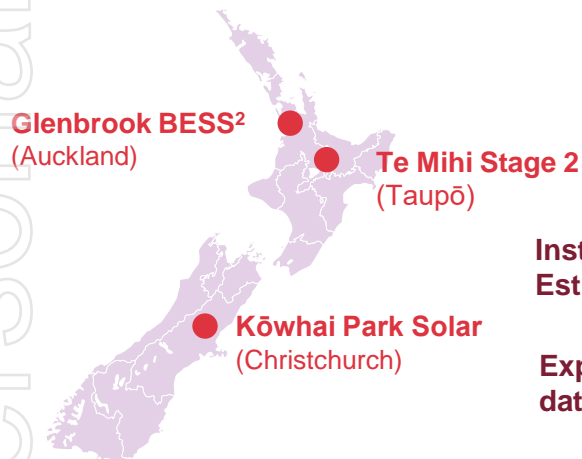 Glenbrook BESS²
(Auckland)
Te Mihi Stage 2
(Taupō)
Kōwhai Park Solar
(Christchurch)